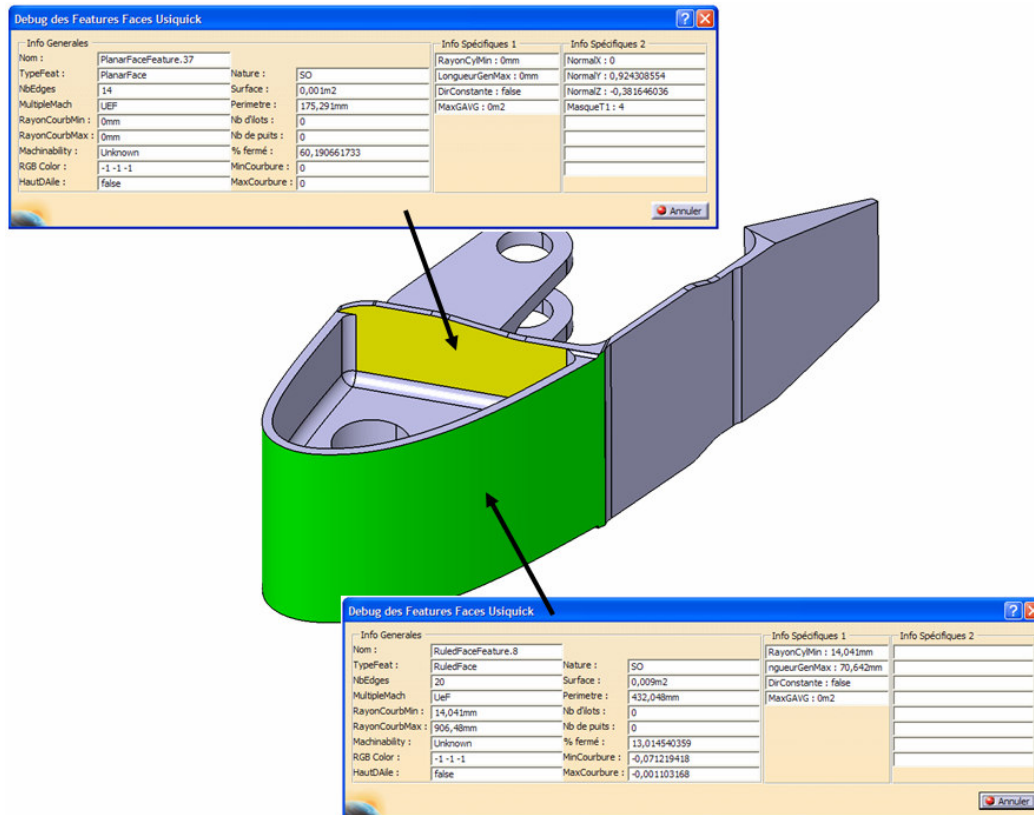 Debug des Features Faces Usiquick
Info Generales
Info Spécifiques 1
Info Spécifiques 2
Nom : PlanarFaceFeature.37
RayonCylMin : 0mm
NormalX : 0
TypeFeat : PlanarFace Nature : SO
LongueurGenMax : 0mm
NormalY : 0,924308554
NbEdges 14 Surface : 0,001m2
DirConstante : false
NormalZ : -0,381646036
MultipleMach UEF Perimetre : 175,291mm
MaxGAVG : 0m2
MasqueT1 : 4
RayonCourbMin : 0mm Nb d'ilots : 0
RayonCourbMax : 0mm Nb de puits : 0
Machinability : Unknown % fermé : 60,190661733
RGB Color : -1 -1 -1 MinCourbure : 0
HautDAile : false MaxCourbure : 0
Annuler
Debug des Features Faces Usiquick
Info Generales
Info Spécifiques 1
Info Spécifiques 2
Nom : RuledFaceFeature.8
RayonCylMin : 14,041mm
TypeFeat : RuledFace Nature : SO
ngueurGenMax : 70,642mm
NbEdges 20 Surface : 0,009m2
DirConstante : false
MultipleMach UeF Perimetre : 432,048mm
MaxGAVG : 0m2
RayonCourbMin : 14,041mm Nb d'ilots : 0
RayonCourbMax : 906,48mm Nb de puits : 0
Machinability : Unknown % fermé : 13,014540359
RGB Color : -1 -1 -1 MinCourbure : -0,071219418
HautDAile : false MaxCourbure : -0,001103168
Annuler